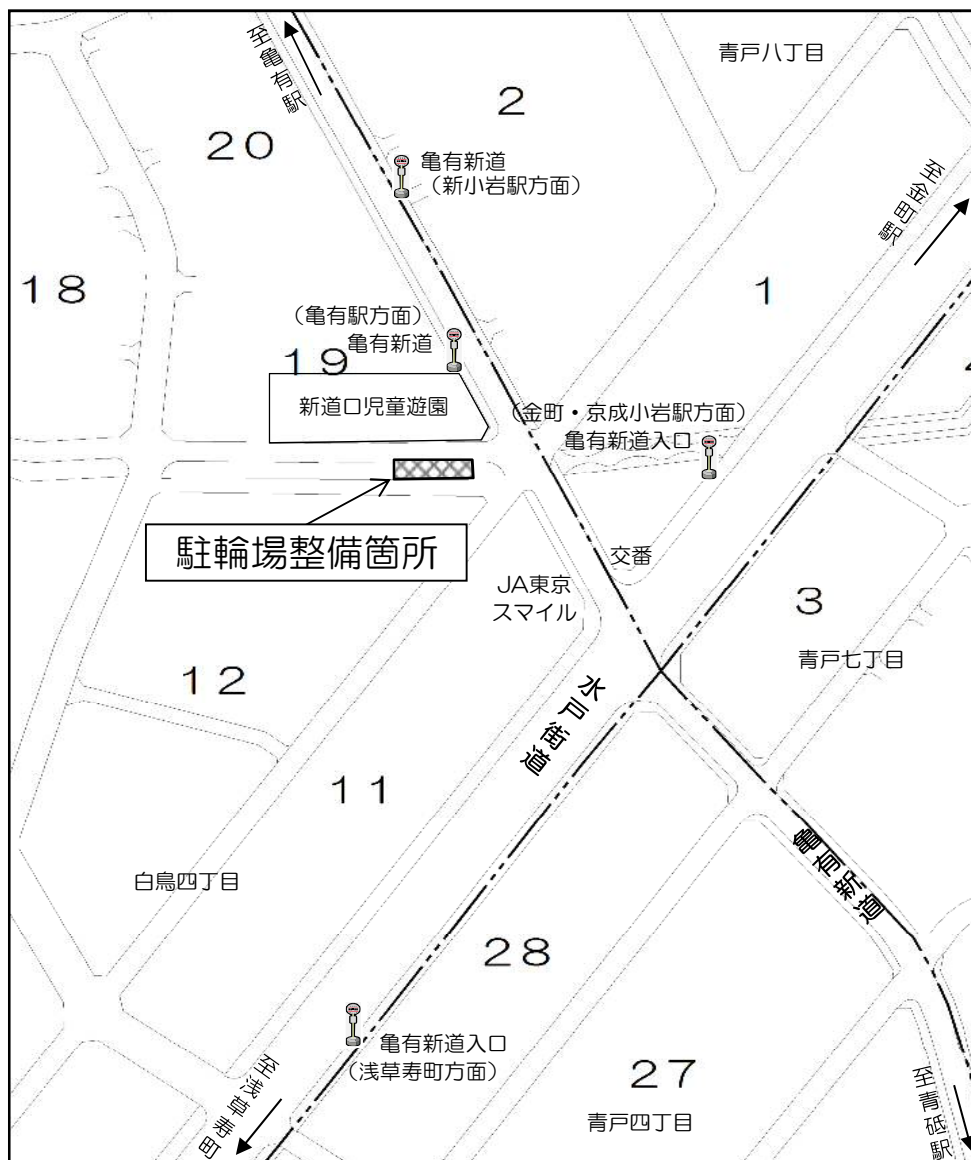 至亀有駅
青戸八丁目
2
20
亀有新道
（新小岩駅方面）
至金町駅
18
1
（亀有駅方面）
亀有新道
19
新道口児童遊園
（金町・京成小岩駅方面）
亀有新道入口
駐輪場整備箇所
交番
JA東京
スマイル
3
青戸七丁目
12
水戸街道
11
亀有新道
白鳥四丁目
28
亀有新道入口
（浅草寿町方面）
至浅草寿町
27
青戸四丁目
至青砥駅